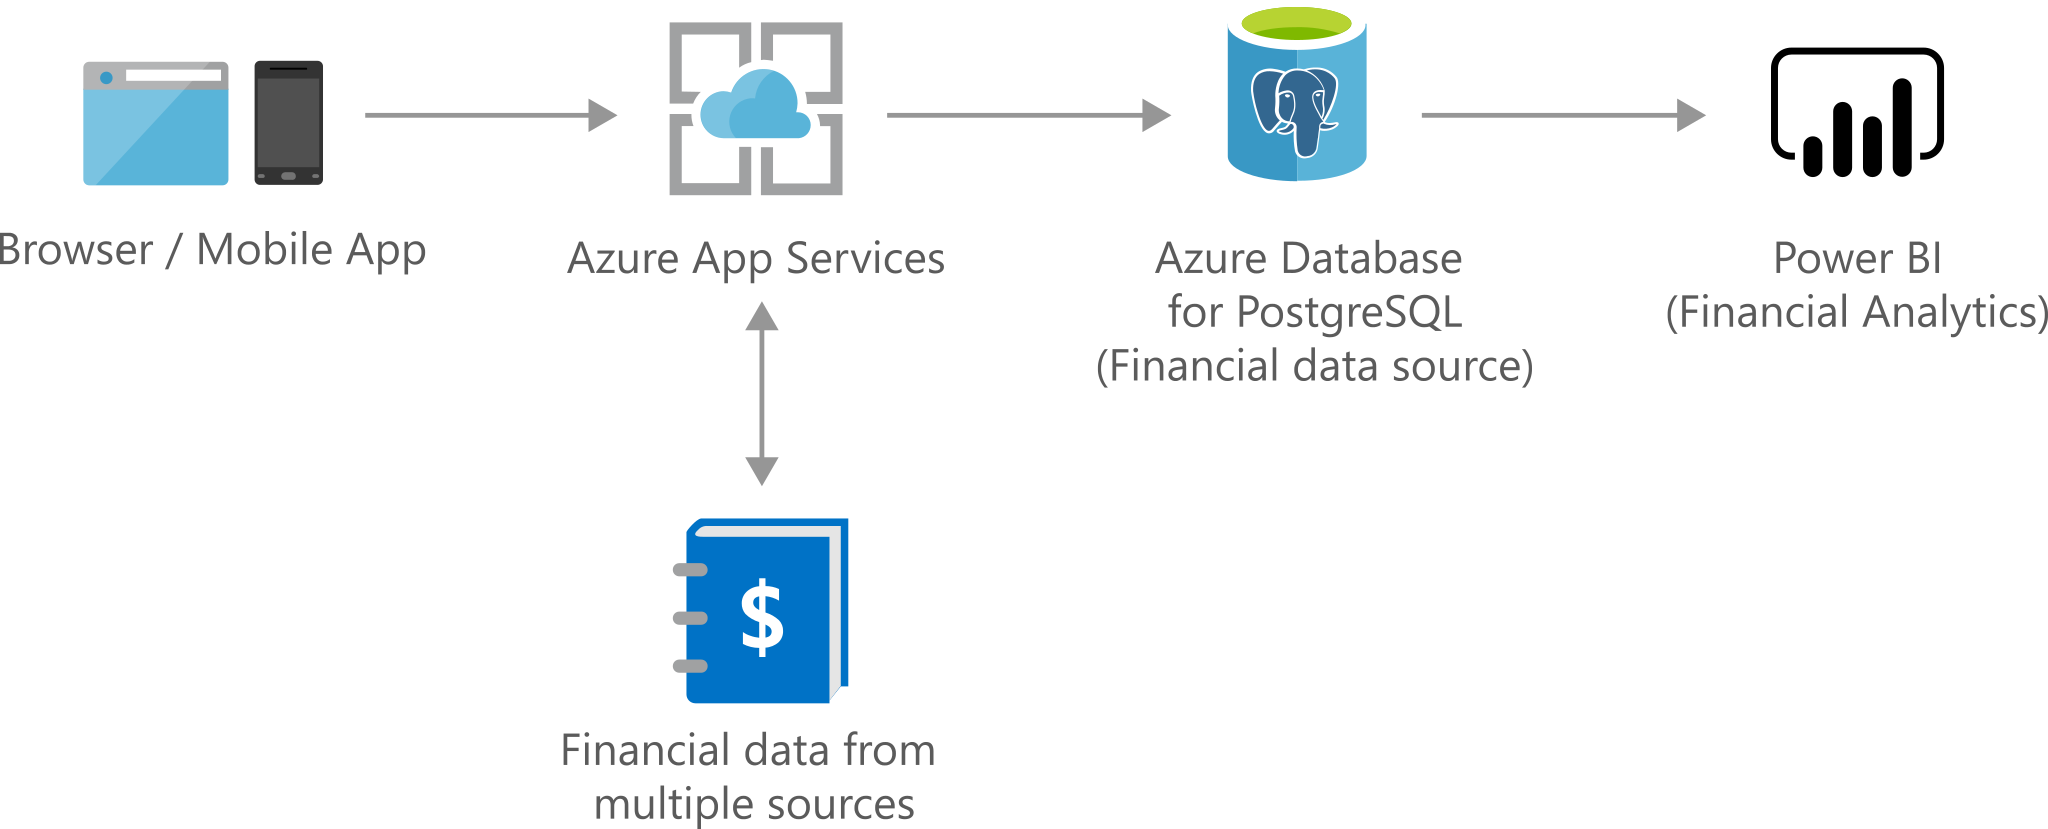 Browser / Mobile App
Azure App Services
Azure Database
for PostgreSQL
(Financial data source)
Power BI
(Financial Analytics)
$
Financial data from
multiple sources